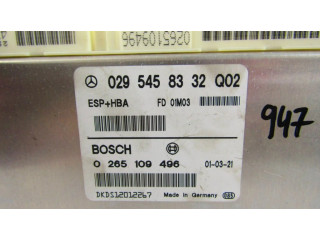 0265109496
029 545 83 32 Q02
ESP+HBA FD 01M03
947
BOSCH
0 265 109 496 01-03-21
DKDS12012267 Made in Germany